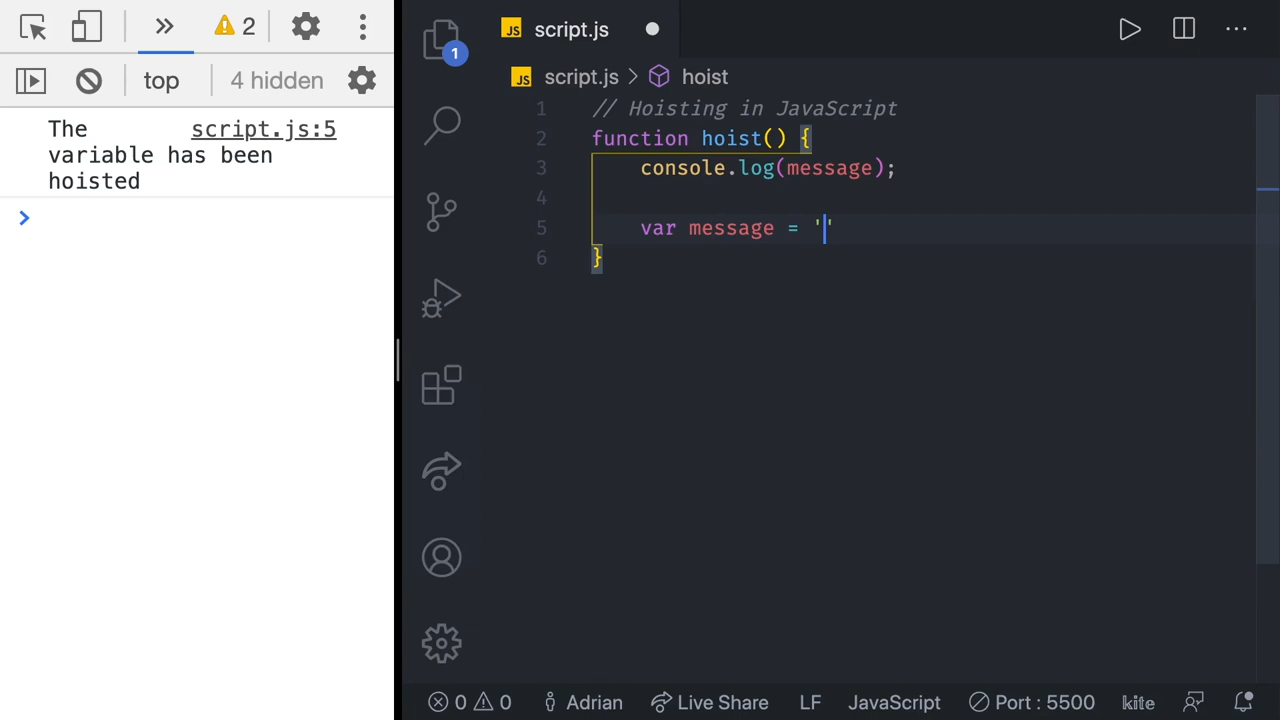 2
top
4 hidden
The script.js:5
variable has been
hoisted
1
JS script.js
JS script.js > hoist
1 // Hoisting in JavaScript
2 function hoist() {
3 console.log(message);
4
5 var message = ''
6 }
0 0 Adrian Live Share LF JavaScript Port : 5500 kite